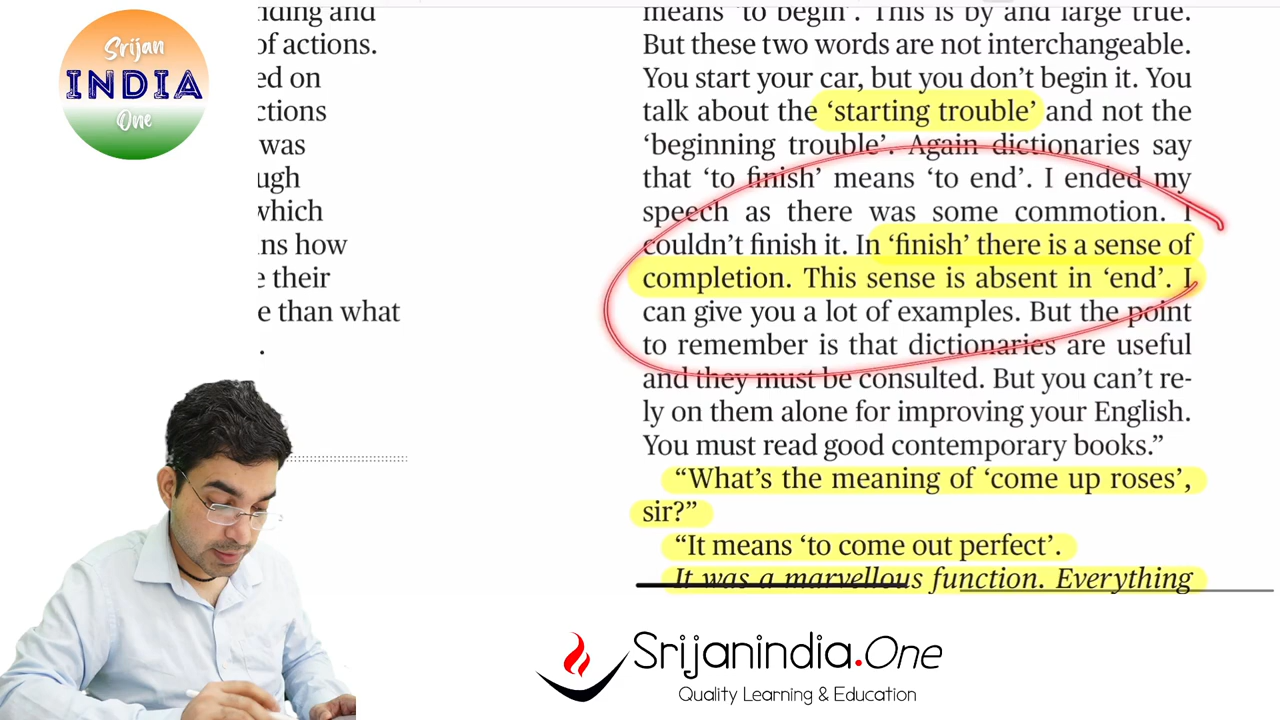 Srijan
INDIA
One
nding and
of actions.
ed on
ctions
was
ugh
which
ns how
e their
e than what
.
means ‘to begin’. This is by and large true.
But these two words are not interchangeable.
You start your car, but you don’t begin it. You
talk about the ‘starting trouble’ and not the
‘beginning trouble’. Again dictionaries say
that ‘to finish’ means ‘to end’. I ended my
speech as there was some commotion. I
couldn’t finish it. In ‘finish’ there is a sense of
completion. This sense is absent in ‘end’. I
can give you a lot of examples. But the point
to remember is that dictionaries are useful
and they must be consulted. But you can’t re-
ly on them alone for improving your English.
You must read good contemporary books.”
“What’s the meaning of ‘come up roses’,
sir?”
“It means ‘to come out perfect’.
It was a marvellous function. Everything
Srijanindia.One
Quality Learning & Education